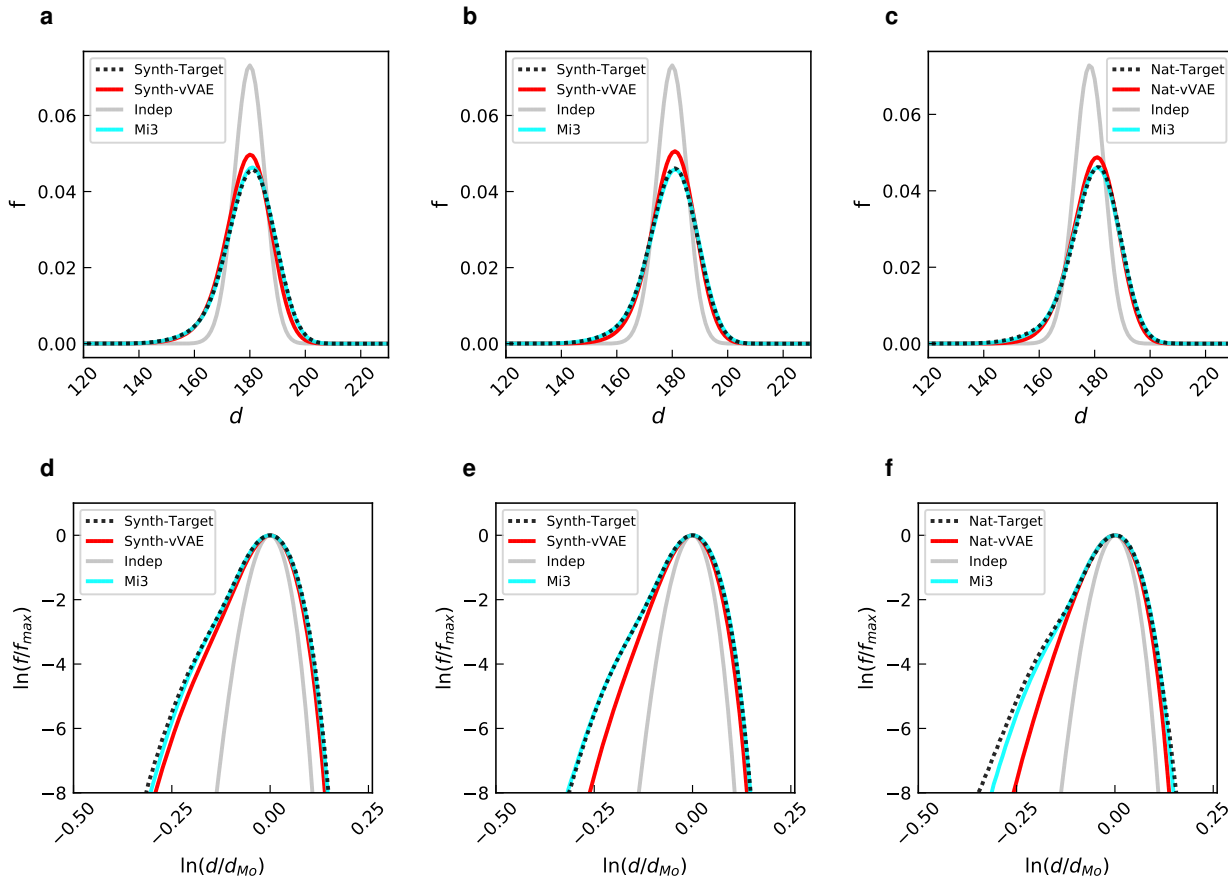 a
b
c
Synth-Target
Synth-vVAE
Indep
Mi3
Synth-Target
Synth-vVAE
Indep
Mi3
Nat-Target
Nat-vVAE
Indep
Mi3
0.06
0.04
0.02
0.00
f
120
140
160
180
200
220
d
0.06
0.04
0.02
0.00
f
120
140
160
180
200
220
d
0.06
0.04
0.02
0.00
f
120
140
160
180
200
220
d
d
e
f
Synth-Target
Synth-vVAE
Indep
Mi3
Synth-Target
Synth-vVAE
Indep
Mi3
Nat-Target
Nat-vVAE
Indep
Mi3
0
−2
−4
−6
−8
ln(f/f_max)
−0.50
−0.25
0.00
0.25
ln(d/d_Mo)
0
−2
−4
−6
−8
ln(f/f_max)
−0.50
−0.25
0.00
0.25
ln(d/d_Mo)
0
−2
−4
−6
−8
ln(f/f_max)
−0.50
−0.25
0.00
0.25
ln(d/d_Mo)